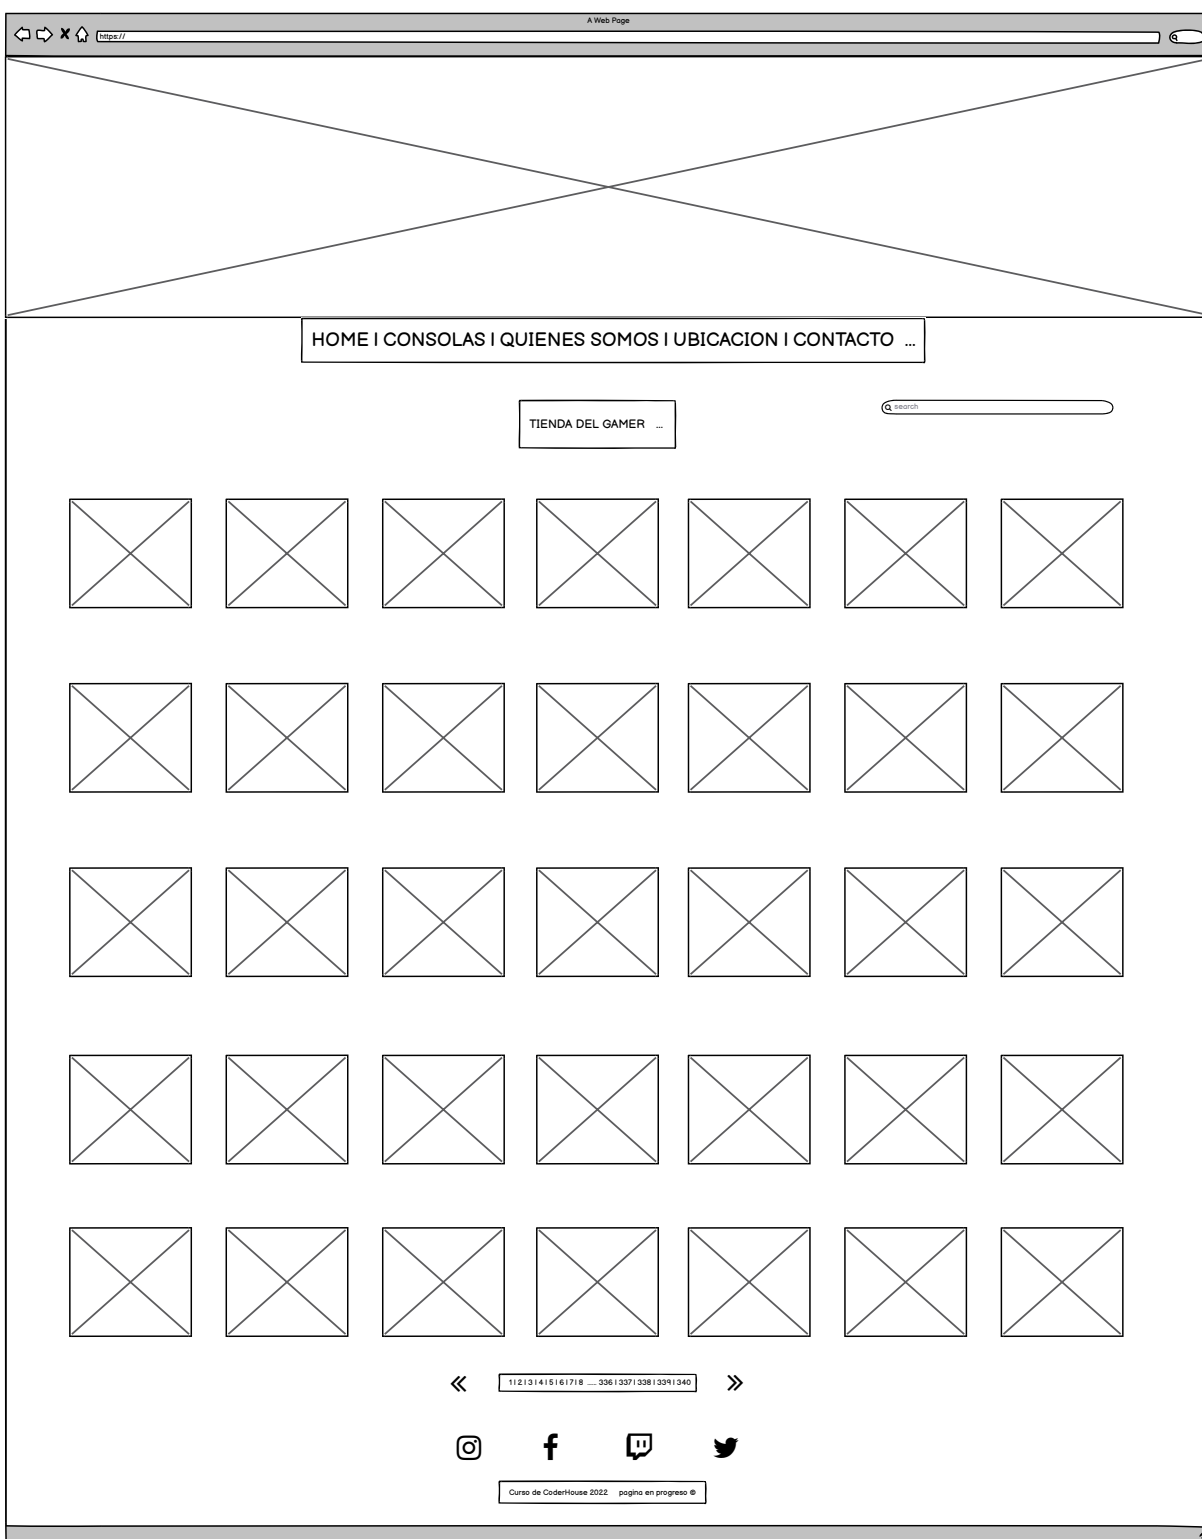 A Web Page
https://
HOME | CONSOLAS | QUIENES SOMOS | UBICACION | CONTACTO ...
search
TIENDA DEL GAMER ...
1|2|3|4|5|6|7|8 .... 336|337|338|339|340
Curso de CoderHouse 2022 pagina en progreso ©